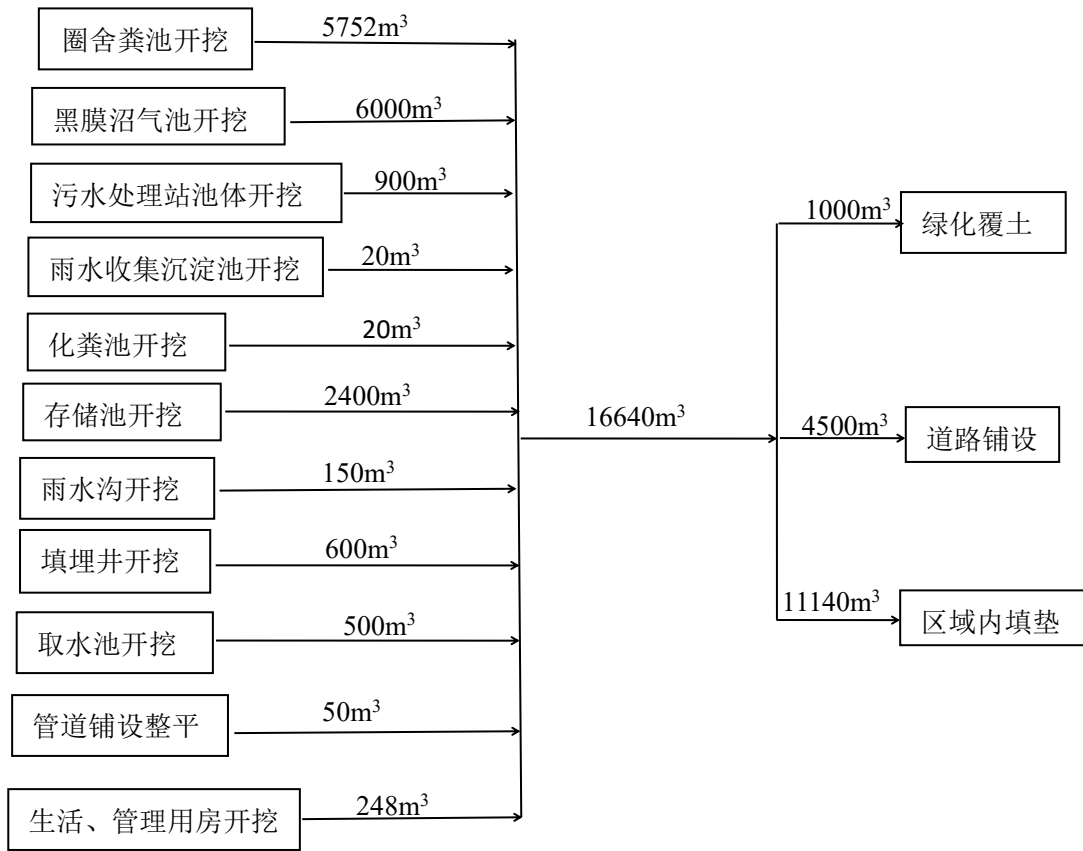 圈舍粪池开挖
5752m³
黑膜沼气池开挖
6000m³
污水处理站池体开挖
900m³
雨水收集沉淀池开挖
20m³
化粪池开挖
20m³
存储池开挖
2400m³
雨水沟开挖
150m³
填埋井开挖
600m³
取水池开挖
500m³
管道铺设整平
50m³
生活、管理用房开挖
248m³
16640m³
1000m³
绿化覆土
4500m³
道路铺设
11140m³
区域内填垫